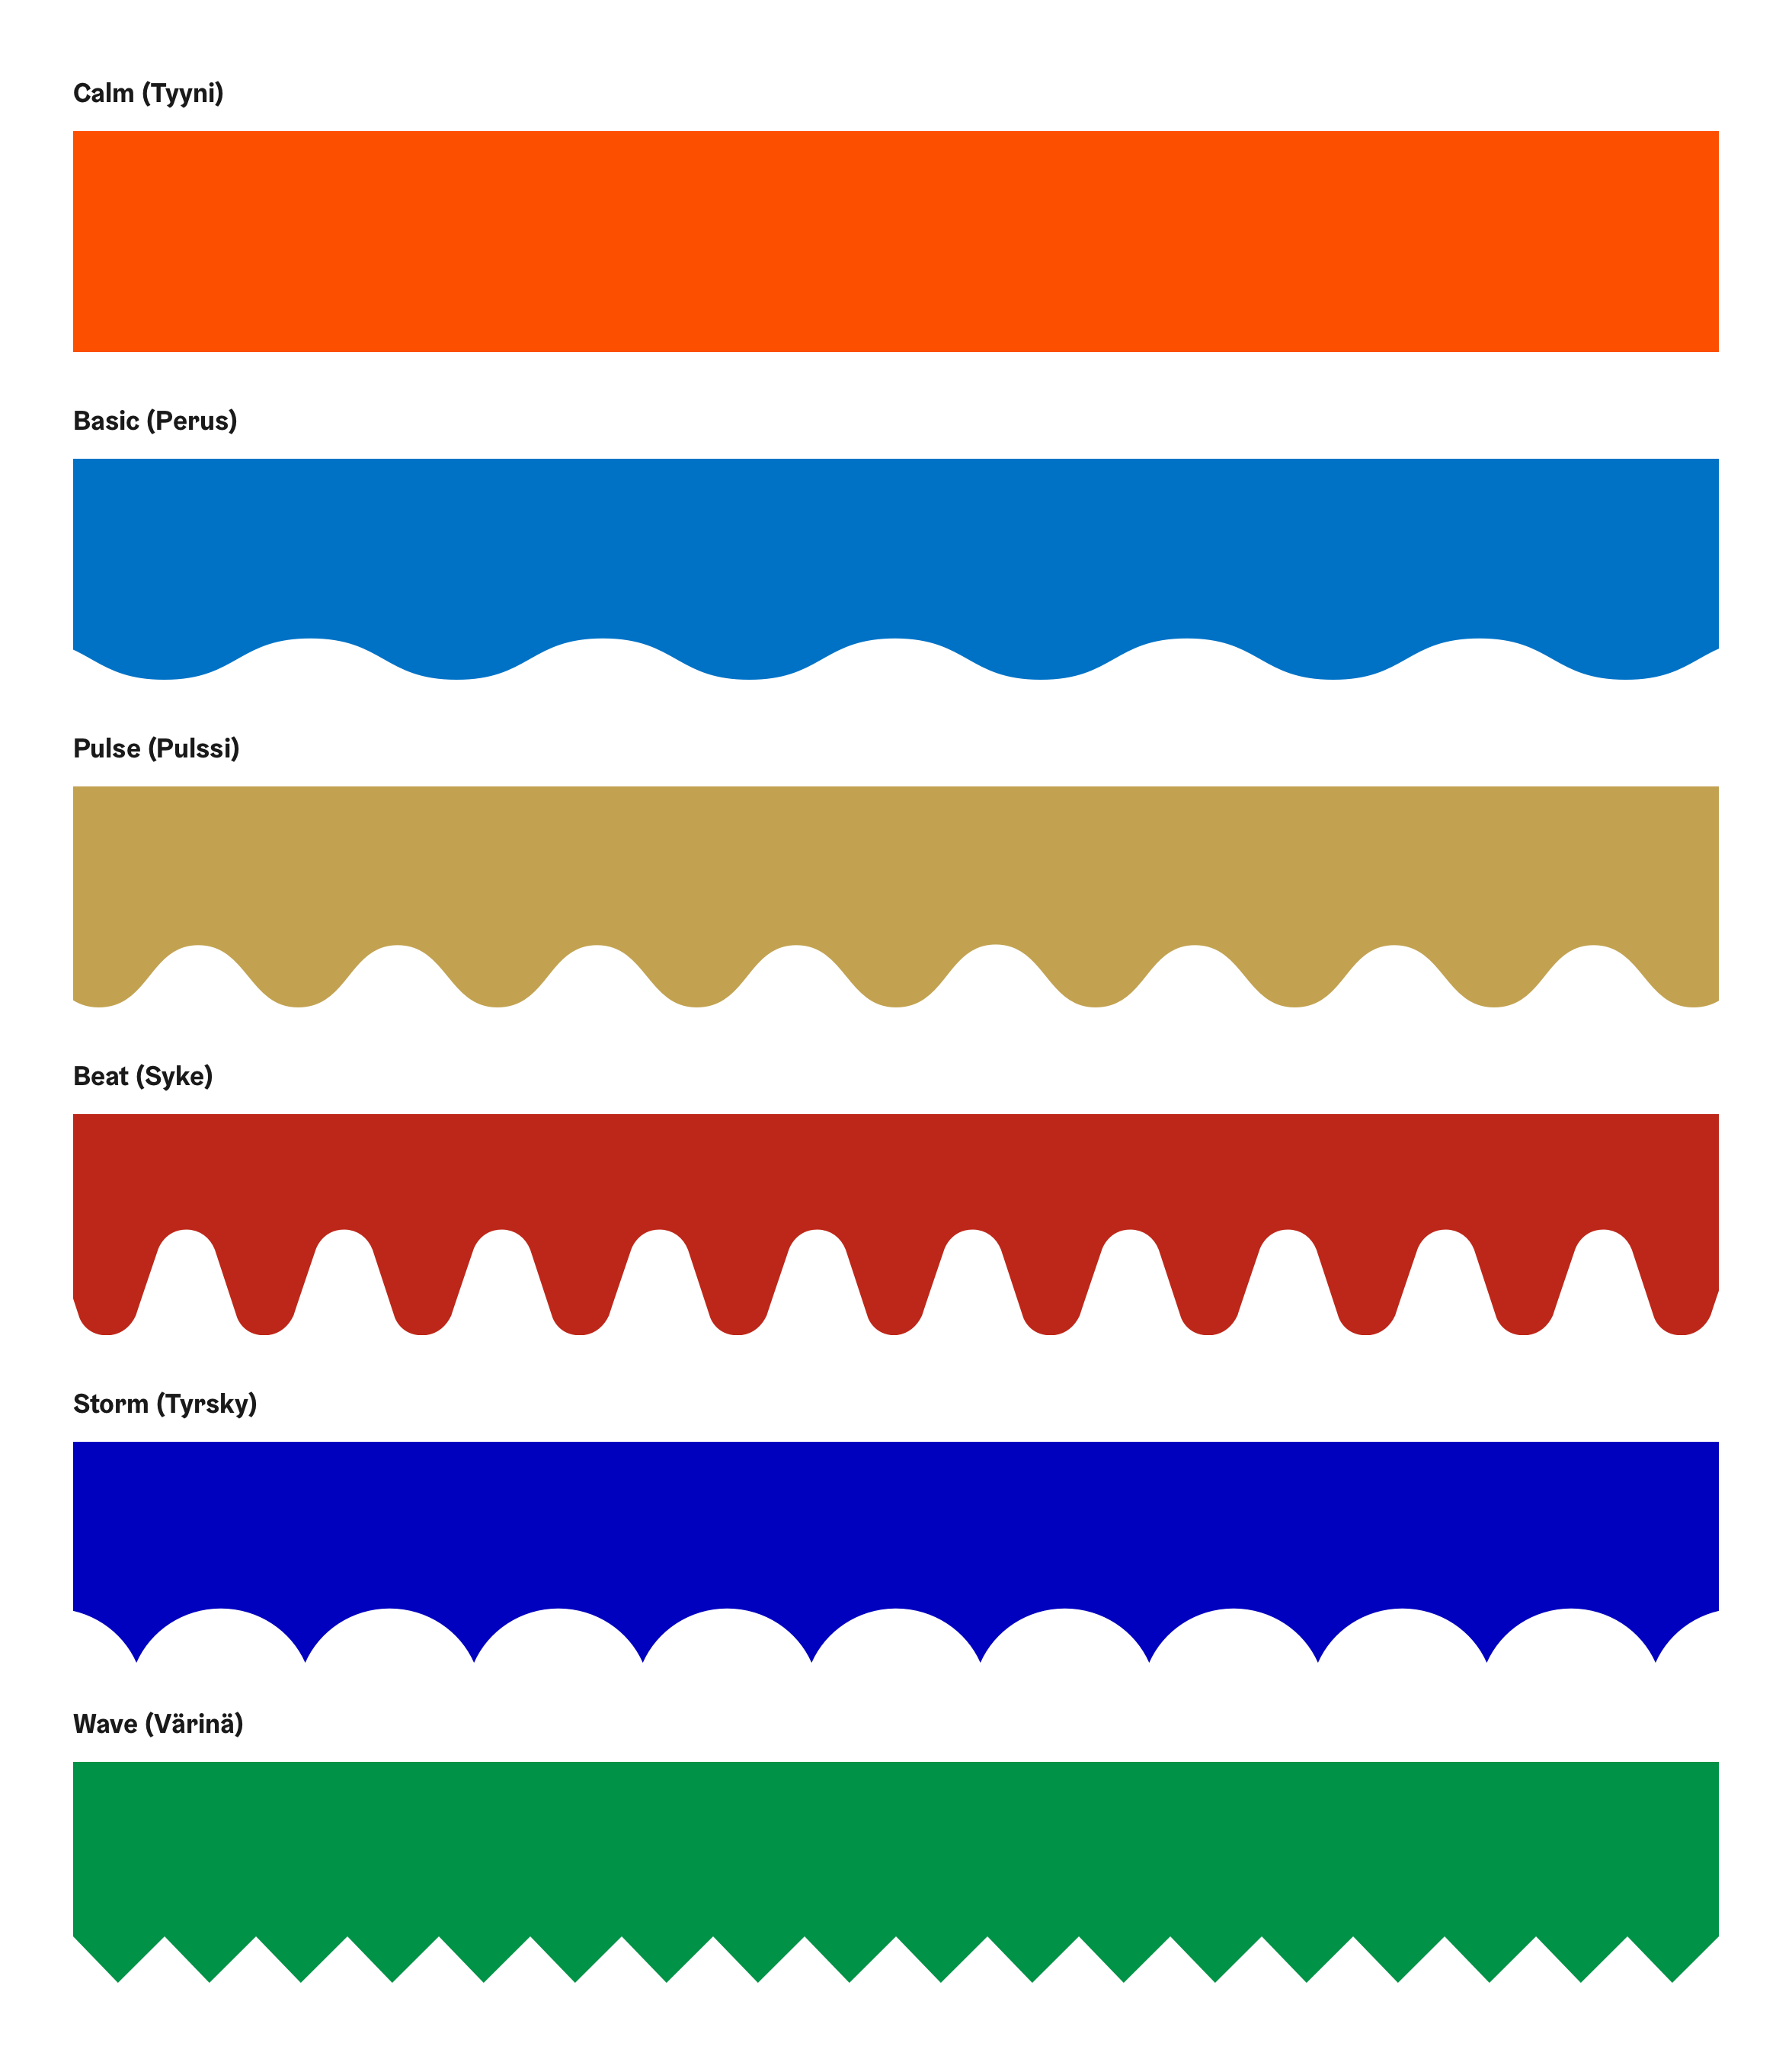 Calm (Tyyni)
Basic (Perus)
Pulse (Pulssi)
Beat (Syke)
Storm (Tyrsky)
Wave (Värinä)